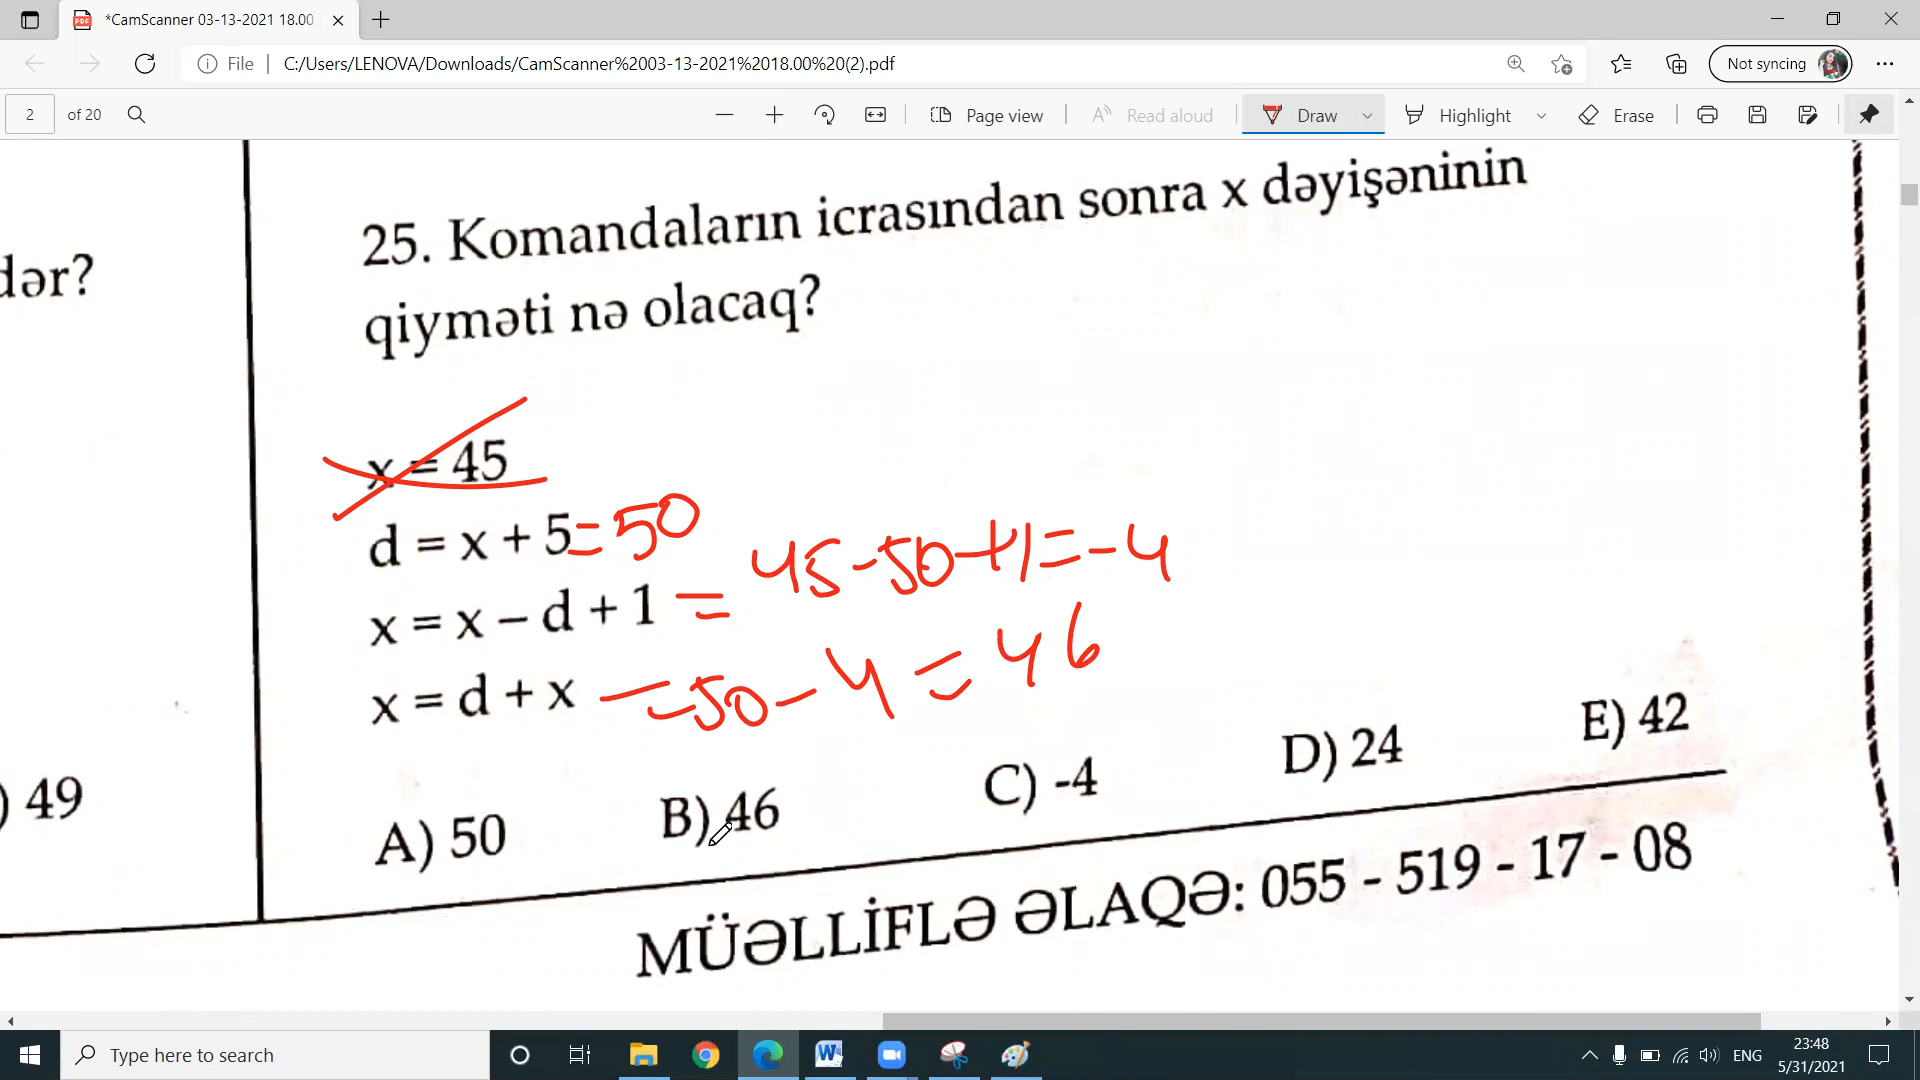 *CamScanner 03-13-2021 18.00
File C:/Users/LENOVA/Downloads/CamScanner%2003-13-2021%2018.00%20(2).pdf
Not syncing
2 of 20
Page view
Read aloud
Draw
Highlight
Erase
dər?
) 49
25. Komandaların icrasından sonra x dəyişəninin
qiyməti nə olacaq?
x = 45
d = x + 5 = 50
x = x – d + 1 = 45 - 50 + 1 = - 4
x = d + x = 50 - 4 = 46
A) 50 B) 46 C) -4 D) 24 E) 42
MÜƏLLİFLƏ ƏLAQƏ: 055 - 519 - 17 - 08
Type here to search
ENG
23:48
5/31/2021